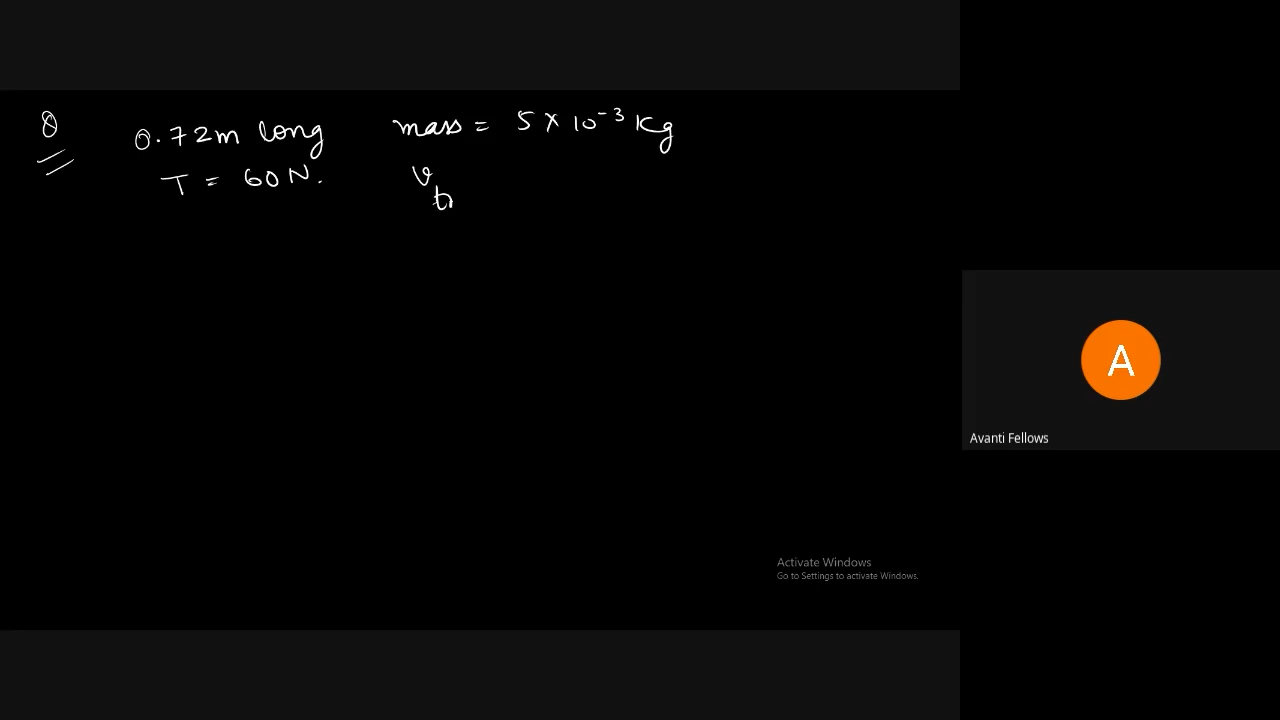 Q 0.72m long mass = 5 × 10⁻³ Kg
T = 60 N. v
A
Avanti Fellows
Activate Windows
Go to Settings to activate Windows.